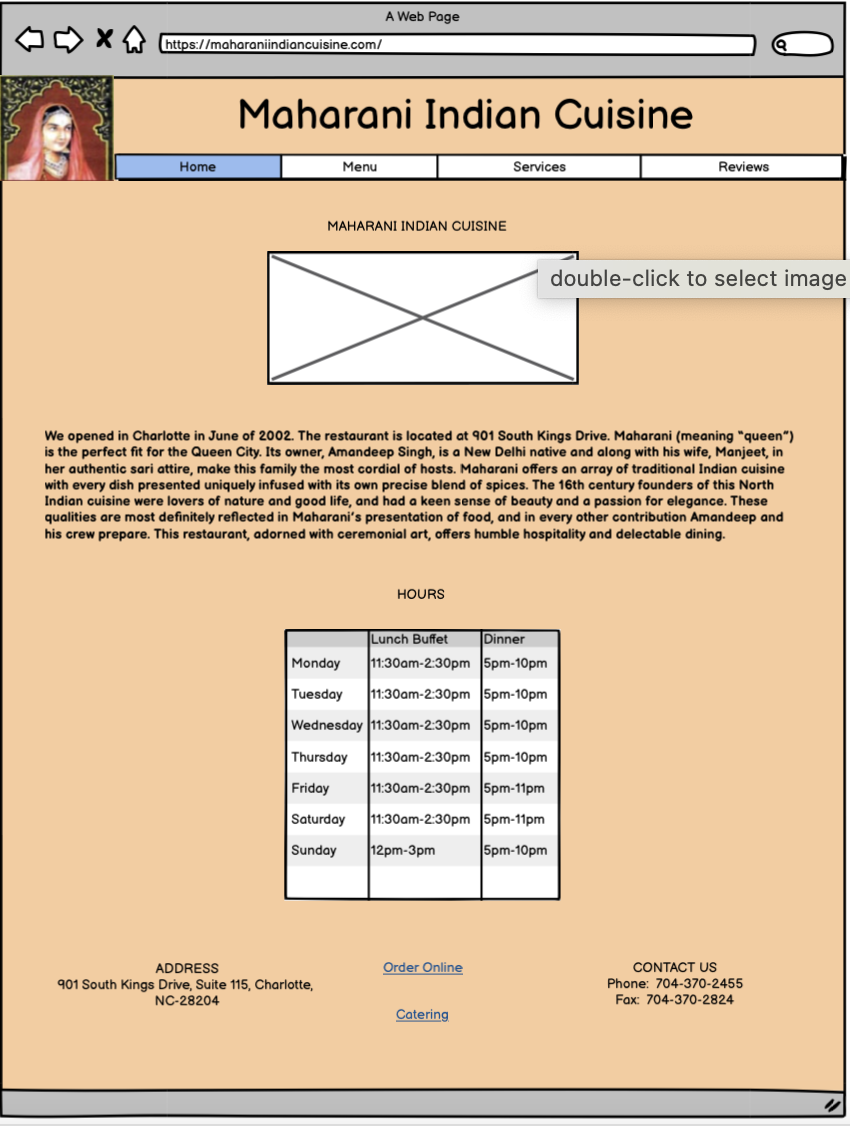 A Web Page
https://maharaniindiancuisine.com/
Maharani Indian Cuisine
Home Menu Services Reviews
MAHARANI INDIAN CUISINE
double-click to select image
We opened in Charlotte in June of 2002. The restaurant is located at 901 South Kings Drive. Maharani (meaning "queen")
is the perfect fit for the Queen City. Its owner, Amandeep Singh, is a New Delhi native and along with his wife, Manjeet, in
her authentic sari attire, make this family the most cordial of hosts. Maharani offers an array of traditional Indian cuisine
with every dish presented uniquely infused with its own precise blend of spices. The 16th century founders of this North
Indian cuisine were lovers of nature and good life, and had a keen sense of beauty and a passion for elegance. These
qualities are most definitely reflected in Maharani's presentation of food, and in every other contribution Amandeep and
his crew prepare. This restaurant, adorned with ceremonial art, offers humble hospitality and delectable dining.
HOURS
Lunch Buffet Dinner
Monday 11:30am-2:30pm 5pm-10pm
Tuesday 11:30am-2:30pm 5pm-10pm
Wednesday 11:30am-2:30pm 5pm-10pm
Thursday 11:30am-2:30pm 5pm-10pm
Friday 11:30am-2:30pm 5pm-11pm
Saturday 11:30am-2:30pm 5pm-11pm
Sunday 12pm-3pm 5pm-10pm
ADDRESS
901 South Kings Drive, Suite 115, Charlotte,
NC-28204
Order Online
Catering
CONTACT US
Phone: 704-370-2455
Fax: 704-370-2824